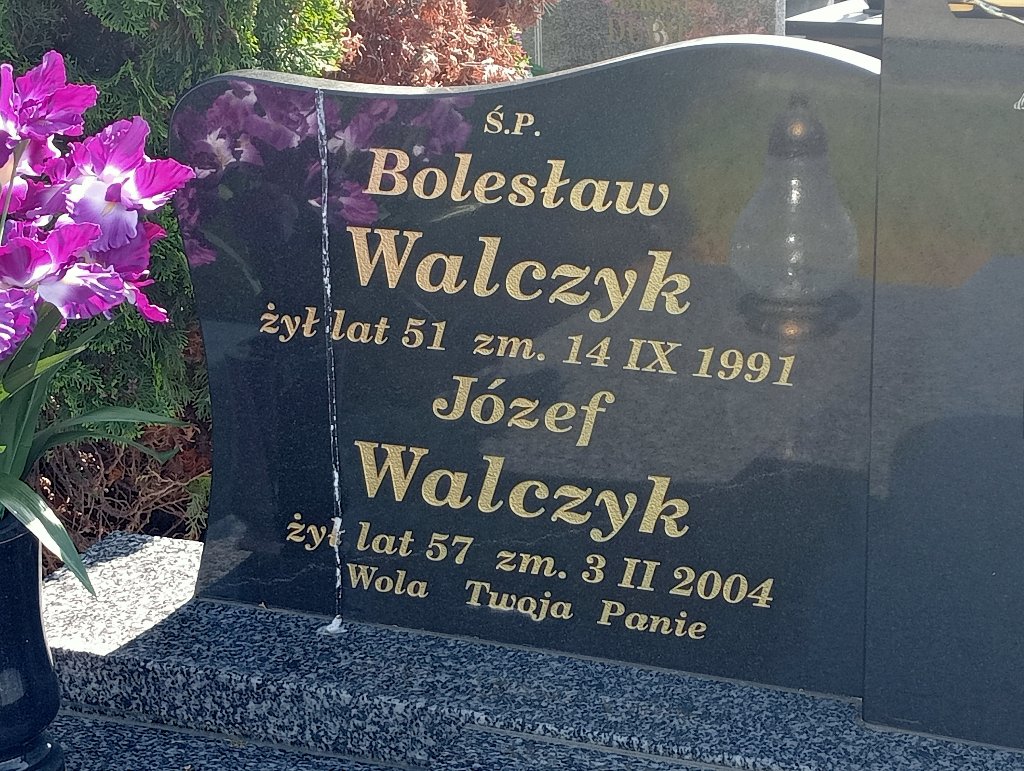 Ś.P.
Bolesław
Walczyk
żył lat 51 zm. 14 IX 1991
Józef
Walczyk
żył lat 57 zm. 3 II 2004
Wola Twoja Panie